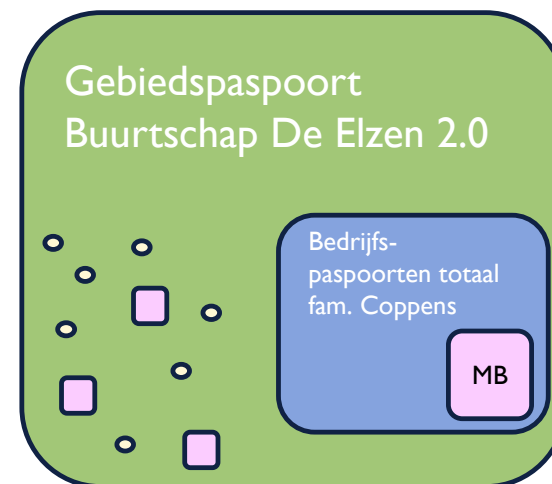 Gebiedspaspoort
Buurtschap De Elzen 2.0
Bedrijfs-
paspoorten totaal
fam. Coppens
MB